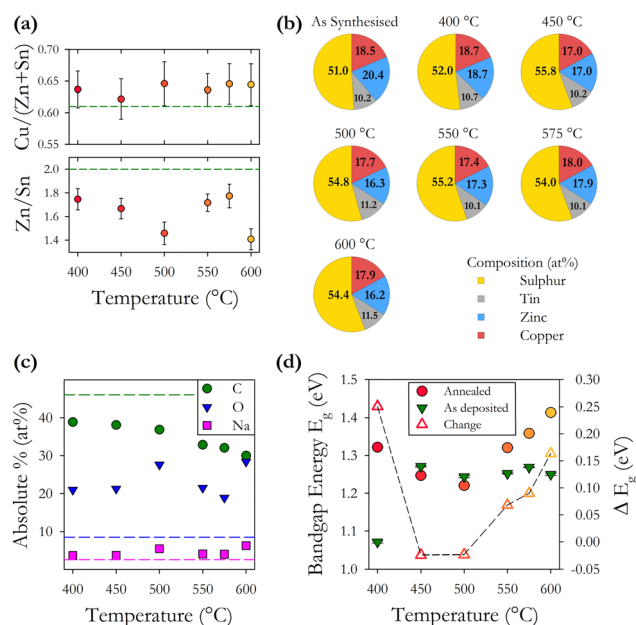 (a)
Cu/(Zn+Sn)
0.70
0.65
0.60
0.55
Zn/Sn
2.0
1.8
1.6
1.4
400 450 500 550 600
Temperature (°C)
(b)
As Synthesised
400 °C
450 °C
18.5
51.0
20.4
10.2
18.7
52.0
18.7
10.7
17.0
55.8
17.0
10.2
500 °C
550 °C
575 °C
17.7
54.8
16.3
11.2
17.4
55.2
17.3
10.1
18.0
54.0
17.9
10.1
600 °C
17.9
54.4
16.2
11.5
Composition (at%)
Sulphur
Tin
Zinc
Copper
(c)
Absolute % (at%)
40
30
20
10
C
O
Na
400 450 500 550 600
Temperature (°C)
(d)
Bandgap Energy Eg (eV)
1.5
1.4
1.3
1.2
1.1
1.0
Annealed
As deposited
Change
0.30
0.25
0.20
0.15
0.10
0.05
0.00
-0.05
Δ Eg (eV)
400 450 500 550 600
Temperature (°C)